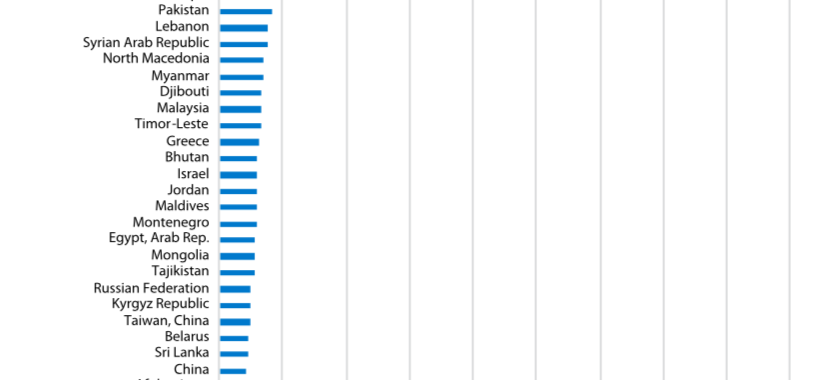 Pakistan
Lebanon
Syrian Arab Republic
North Macedonia
Myanmar
Djibouti
Malaysia
Timor-Leste
Greece
Bhutan
Israel
Jordan
Maldives
Montenegro
Egypt, Arab Rep.
Mongolia
Tajikistan
Russian Federation
Kyrgyz Republic
Taiwan, China
Belarus
Sri Lanka
China